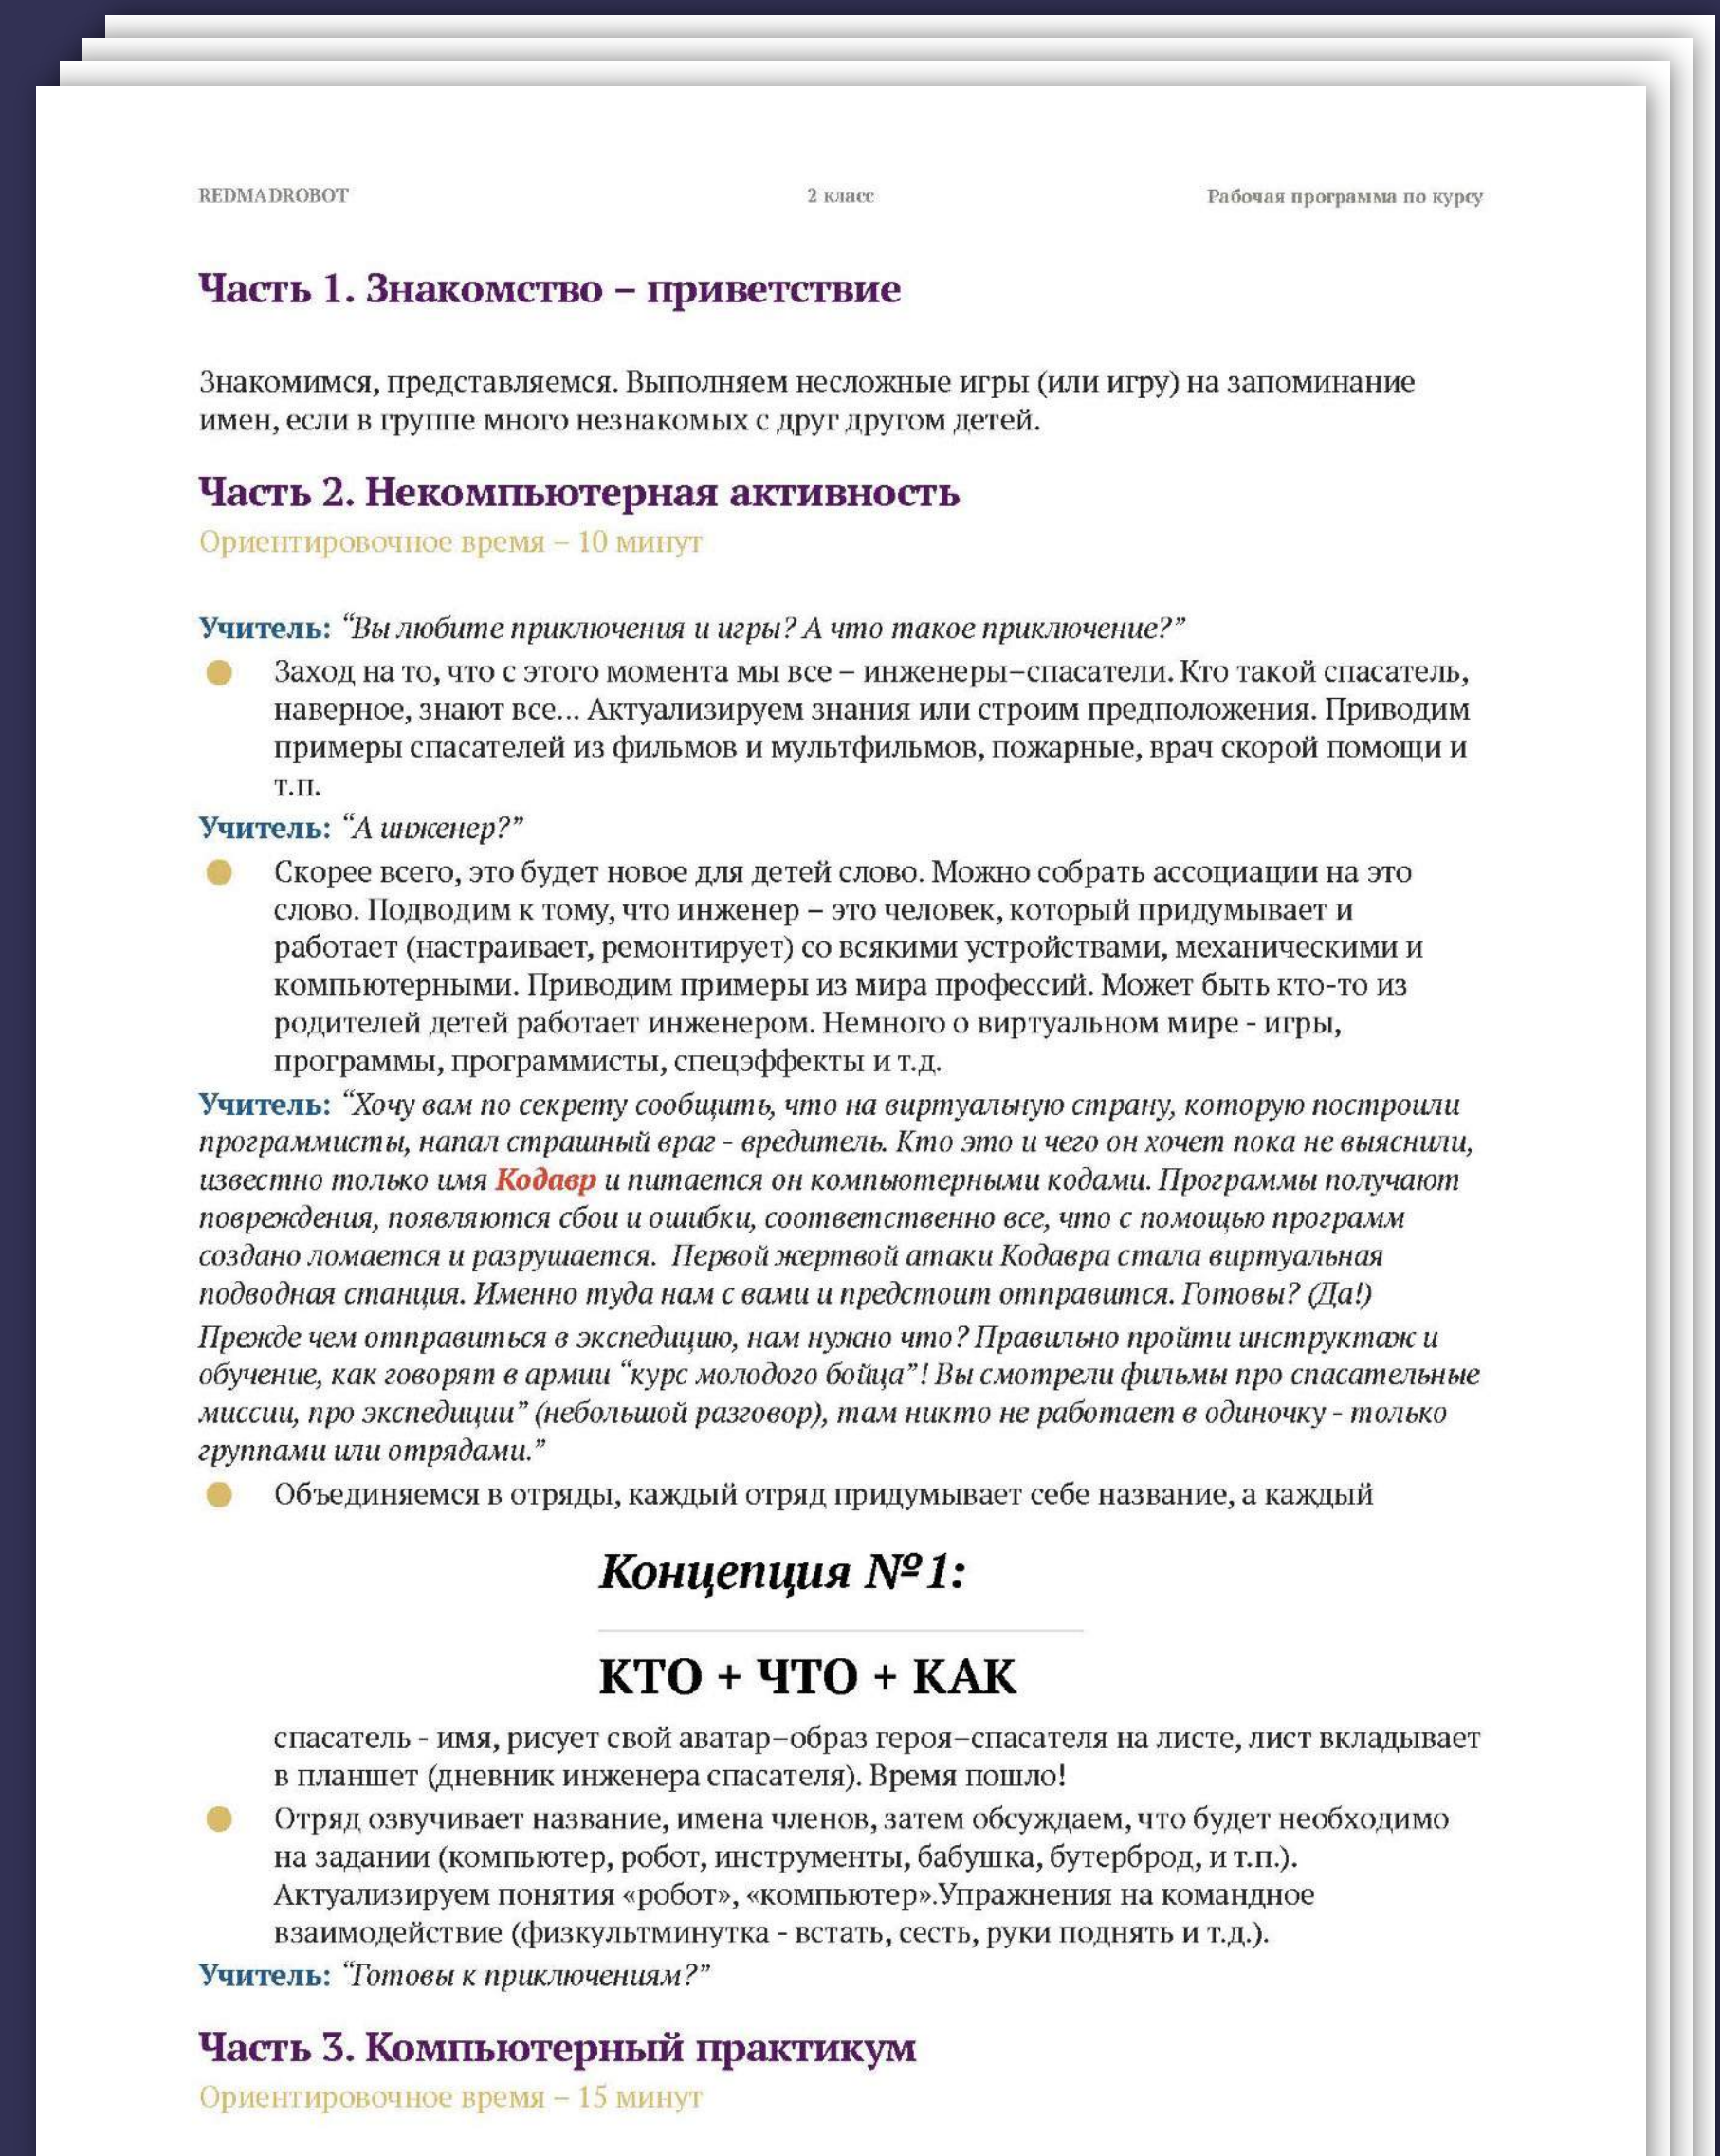 REDMADROBOT
2 класс
Рабочая программа по курсу
Часть 1. Знакомство – приветствие
Знакомимся, представляемся. Выполняем несложные игры (или игру) на запоминание
имен, если в группе много незнакомых с друг другом детей.
Часть 2. Некомпьютерная активность
Ориентировочное время – 10 минут
Учитель: “Вы любите приключения и игры? А что такое приключение?”
Заход на то, что с этого момента мы все – инженеры–спасатели. Кто такой спасатель,
наверное, знают все... Актуализируем знания или строим предположения. Приводим
примеры спасателей из фильмов и мультфильмов, пожарные, врач скорой помощи и
т.п.
Учитель: “А инженер?”
Скорее всего, это будет новое для детей слово. Можно собрать ассоциации на это
слово. Подводим к тому, что инженер – это человек, который придумывает и
работает (настраивает, ремонтирует) со всякими устройствами, механическими и
компьютерными. Приводим примеры из мира профессий. Может быть кто-то из
родителей детей работает инженером. Немного о виртуальном мире - игры,
программы, программисты, спецэффекты и т.д.
Учитель: “Хочу вам по секрету сообщить, что на виртуальную страну, которую построили
программисты, напал страшный враг - вредитель. Кто это и чего он хочет пока не выяснили,
известно только имя Кодавр и питается он компьютерными кодами. Программы получают
повреждения, появляются сбои и ошибки, соответственно все, что с помощью программ
создано ломается и разрушается.  Первой жертвой атаки Кодавра стала виртуальная
подводная станция. Именно туда нам с вами и предстоит отправится. Готовы? (Да!)
Прежде чем отправиться в экспедицию, нам нужно что? Правильно пройти инструктаж и
обучение, как говорят в армии “курс молодого бойца”! Вы смотрели фильмы про спасательные
миссии, про экспедиции” (небольшой разговор), там никто не работает в одиночку - только
группами или отрядами.”
Объединяемся в отряды, каждый отряд придумывает себе название, а каждый
Концепция №1:
КТО + ЧТО + КАК
спасатель - имя, рисует свой аватар–образ героя–спасателя на листе, лист вкладывает
в планшет (дневник инженера спасателя). Время пошло!
Отряд озвучивает название, имена членов, затем обсуждаем, что будет необходимо
на задании (компьютер, робот, инструменты, бабушка, бутерброд, и т.п.).
Актуализируем понятия «робот», «компьютер».Упражнения на командное
взаимодействие (физкультминутка - встать, сесть, руки поднять и т.д.).
Учитель: “Готовы к приключениям?”
Часть 3. Компьютерный практикум
Ориентировочное время – 15 минут